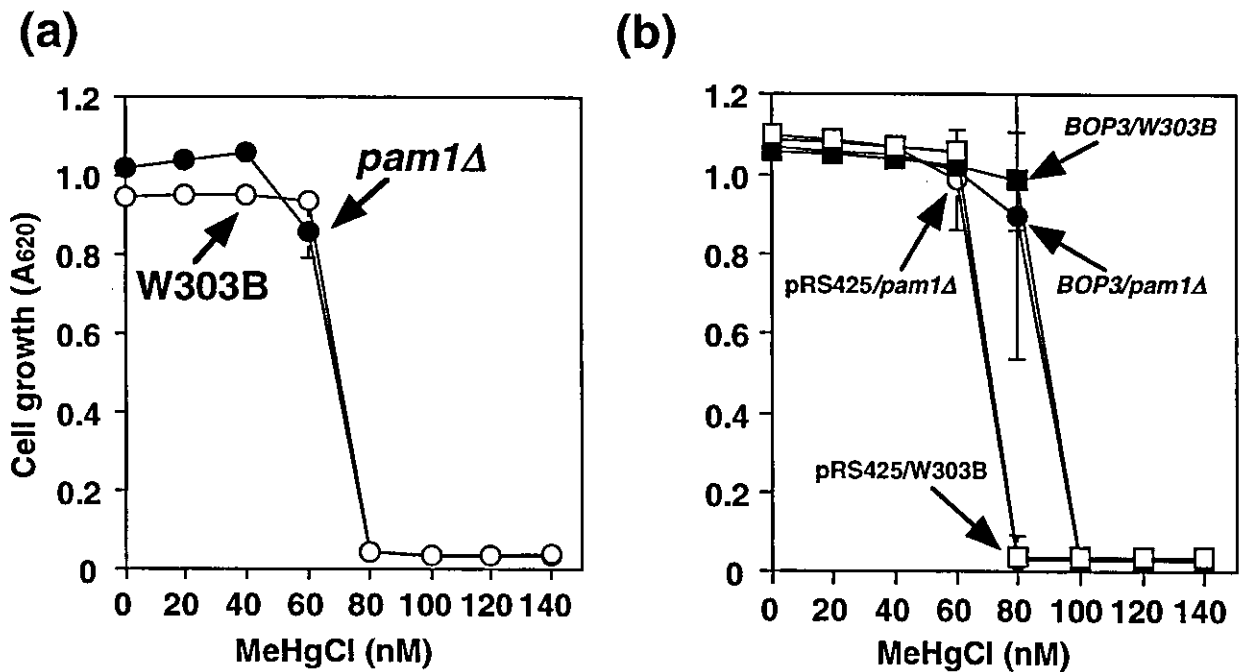 (a)
(b)
1.2
1.0
0.8
0.6
0.4
0.2
0
Cell growth (A620)
pam1Δ
W303B
0 20 40 60 80 100 120 140
MeHgCl (nM)
1.2
1.0
0.8
0.6
0.4
0.2
0
BOP3/W303B
pRS425/pam1Δ
BOP3/pam1Δ
pRS425/W303B
0 20 40 60 80 100 120 140
MeHgCl (nM)